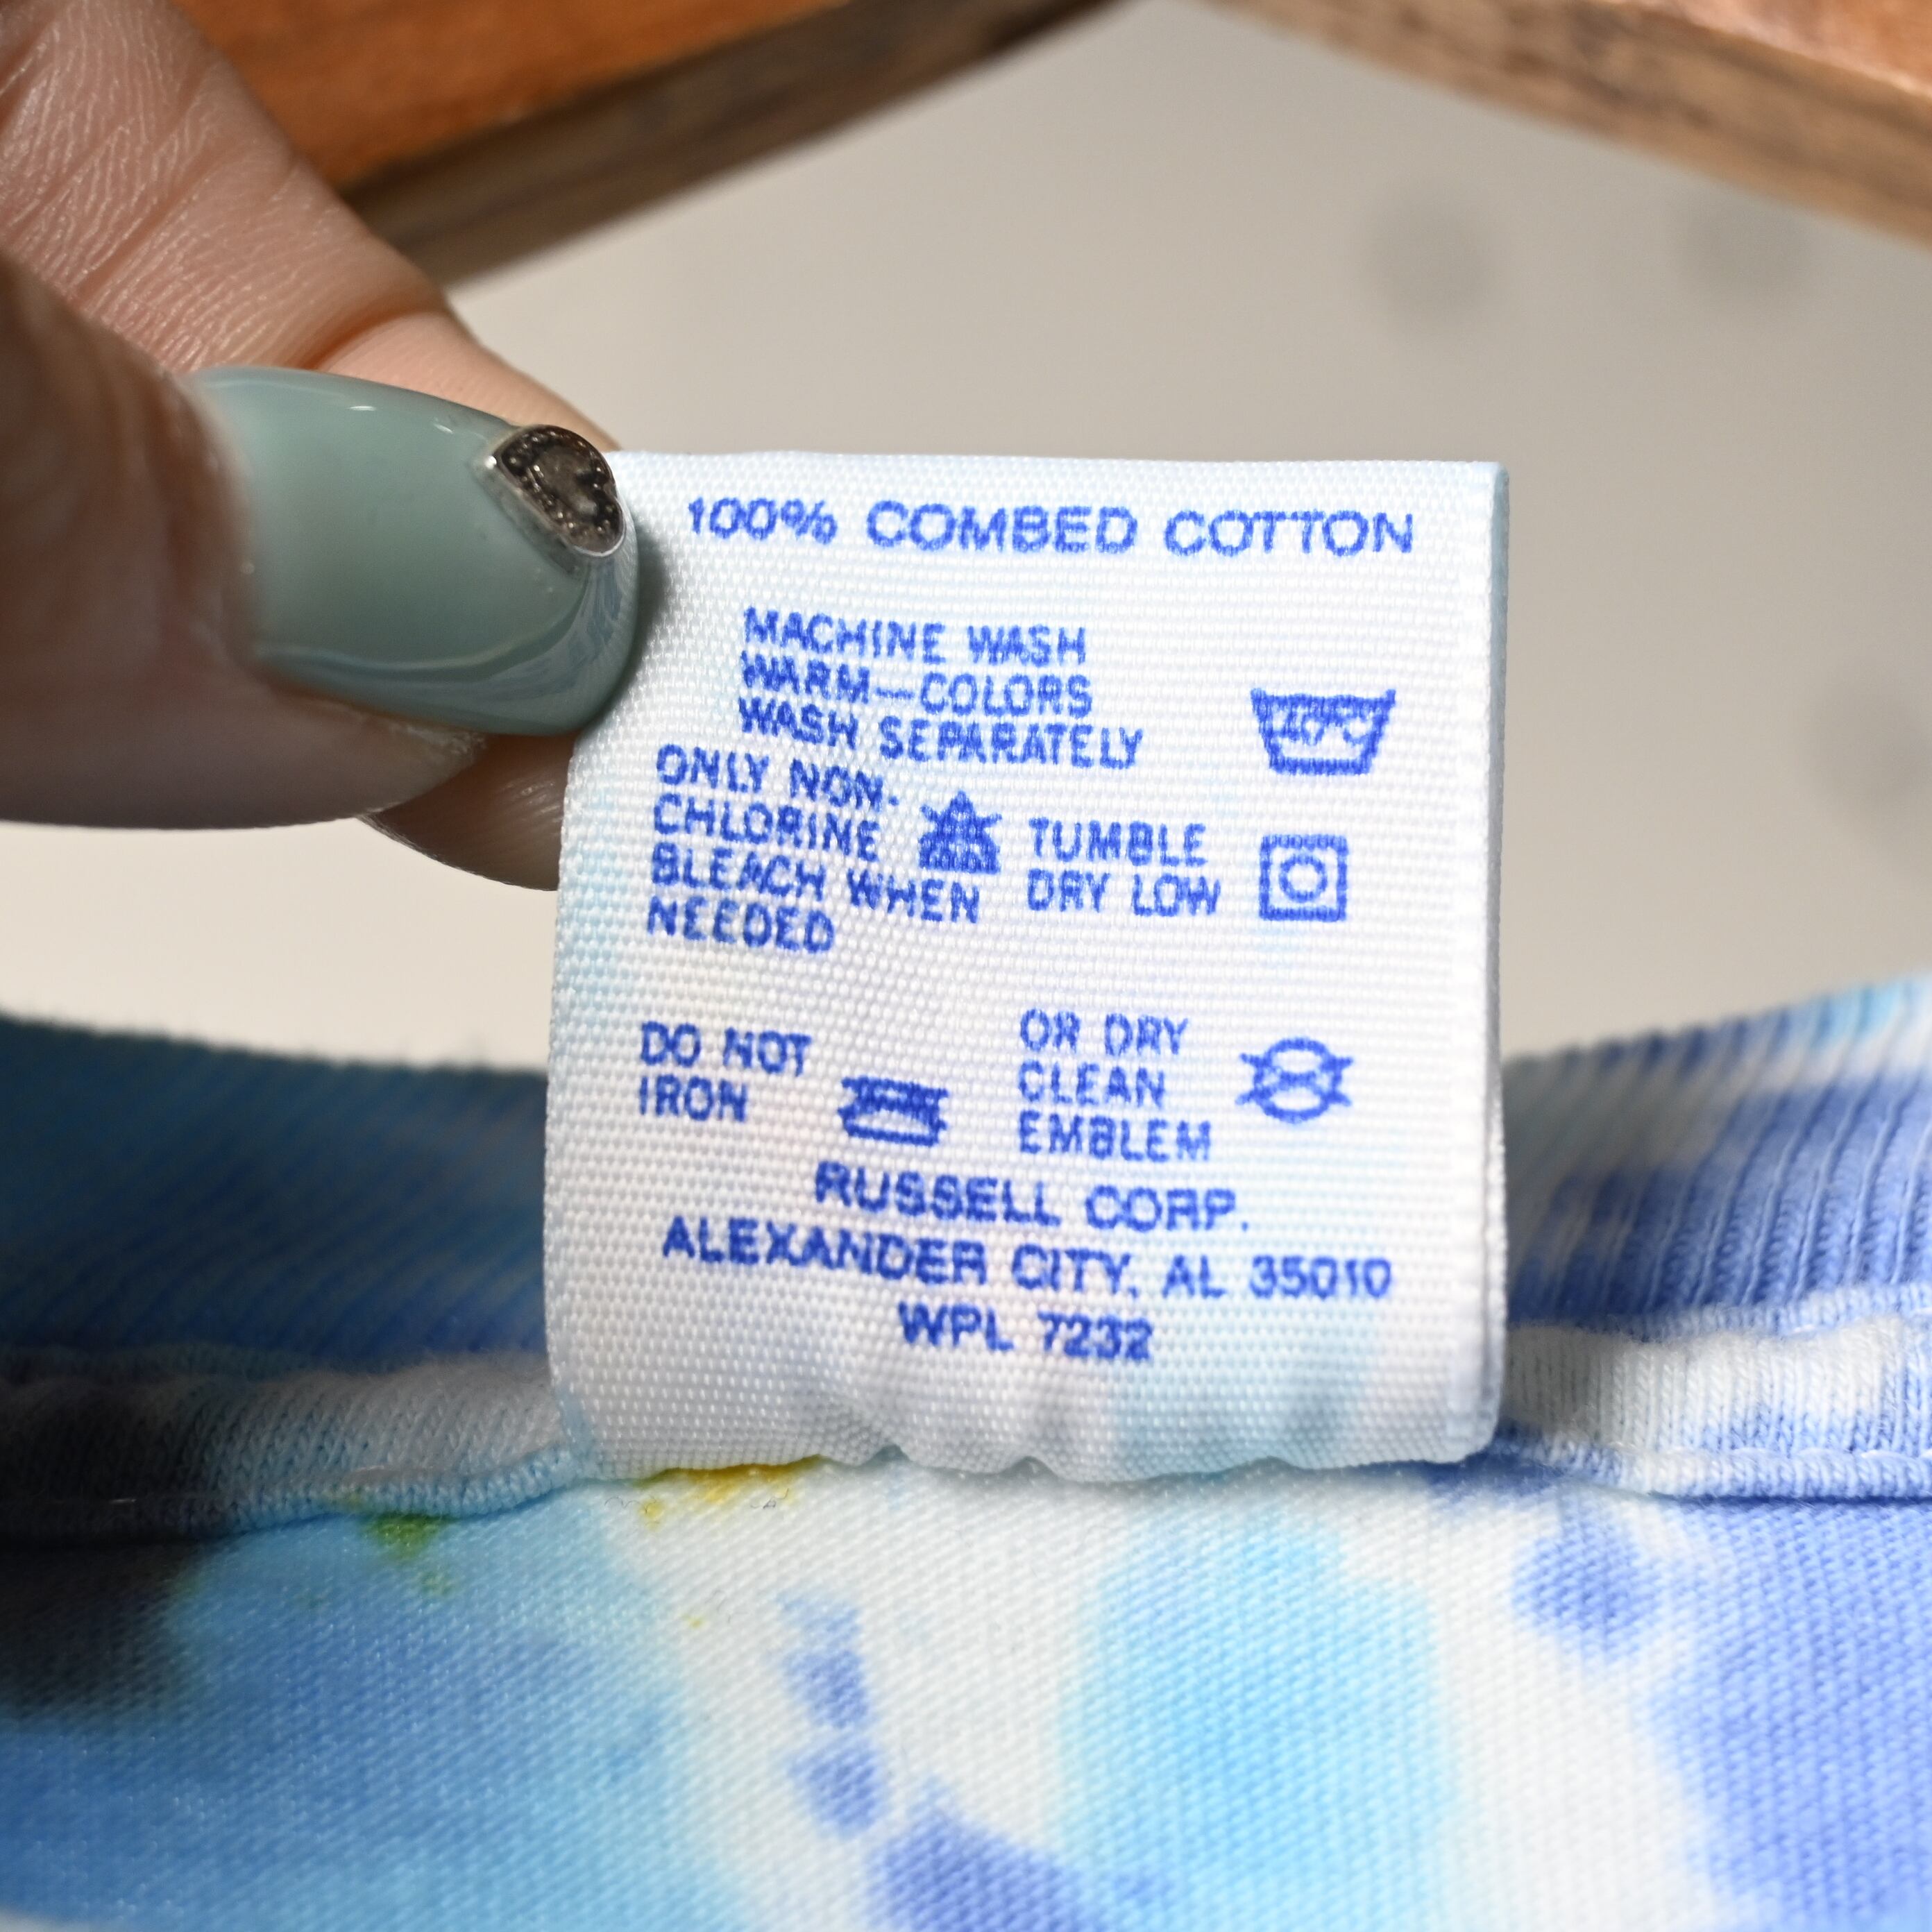 100% COMBED COTTON
MACHINE WASH
WARM—COLORS
WASH SEPARATELY
40°C
ONLY NON-
CHLORINE
BLEACH WHEN
NEEDED
TUMBLE
DRY LOW
DO NOT
IRON
OR DRY
CLEAN
EMBLEM
RUSSELL CORP.
ALEXANDER CITY, AL 35010
WPL 7232